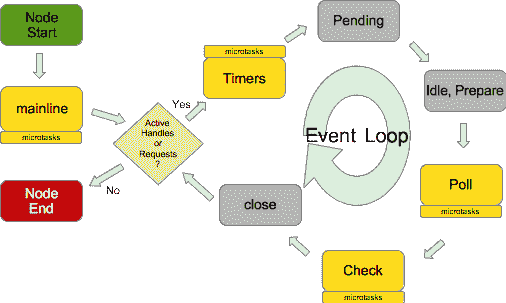 Node
Start
mainline
microtasks
Node
End
Active
Handles
or
Requests
?
Yes
No
microtasks
Timers
Pending
Idle, Prepare
Event Loop
Poll
microtasks
Check
microtasks
close